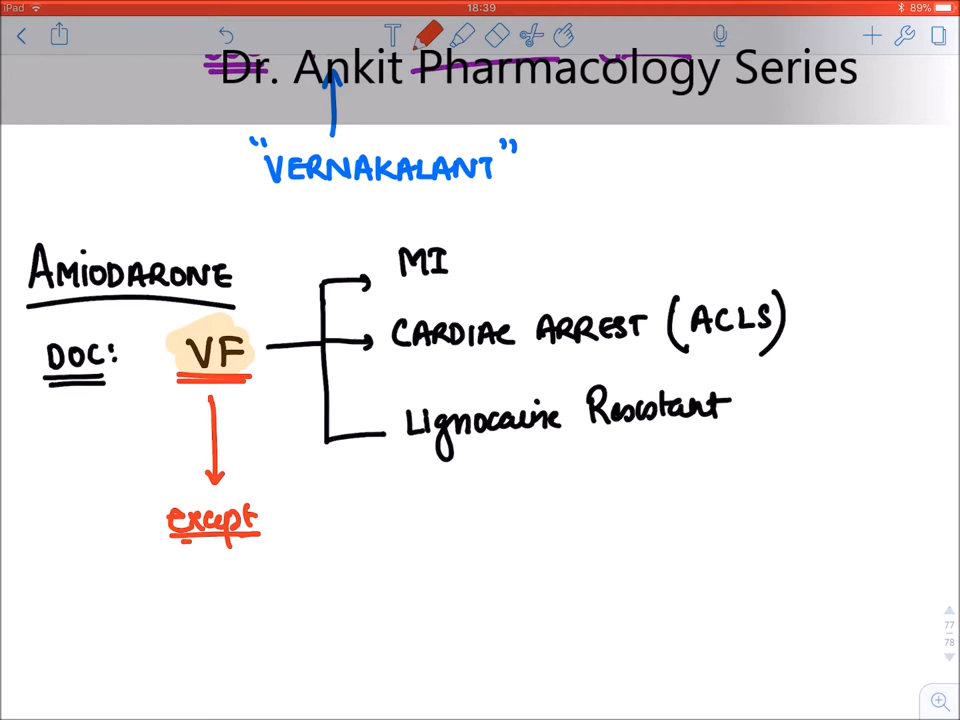 iPad 18:39 89%
T
Dr. Ankit Pharmacology Series
"VERNAKALANT"
AMIODARONE
MI
CARDIAC ARREST (ACLS)
DOC: VF
Lignocaine Resistant
except
77
78